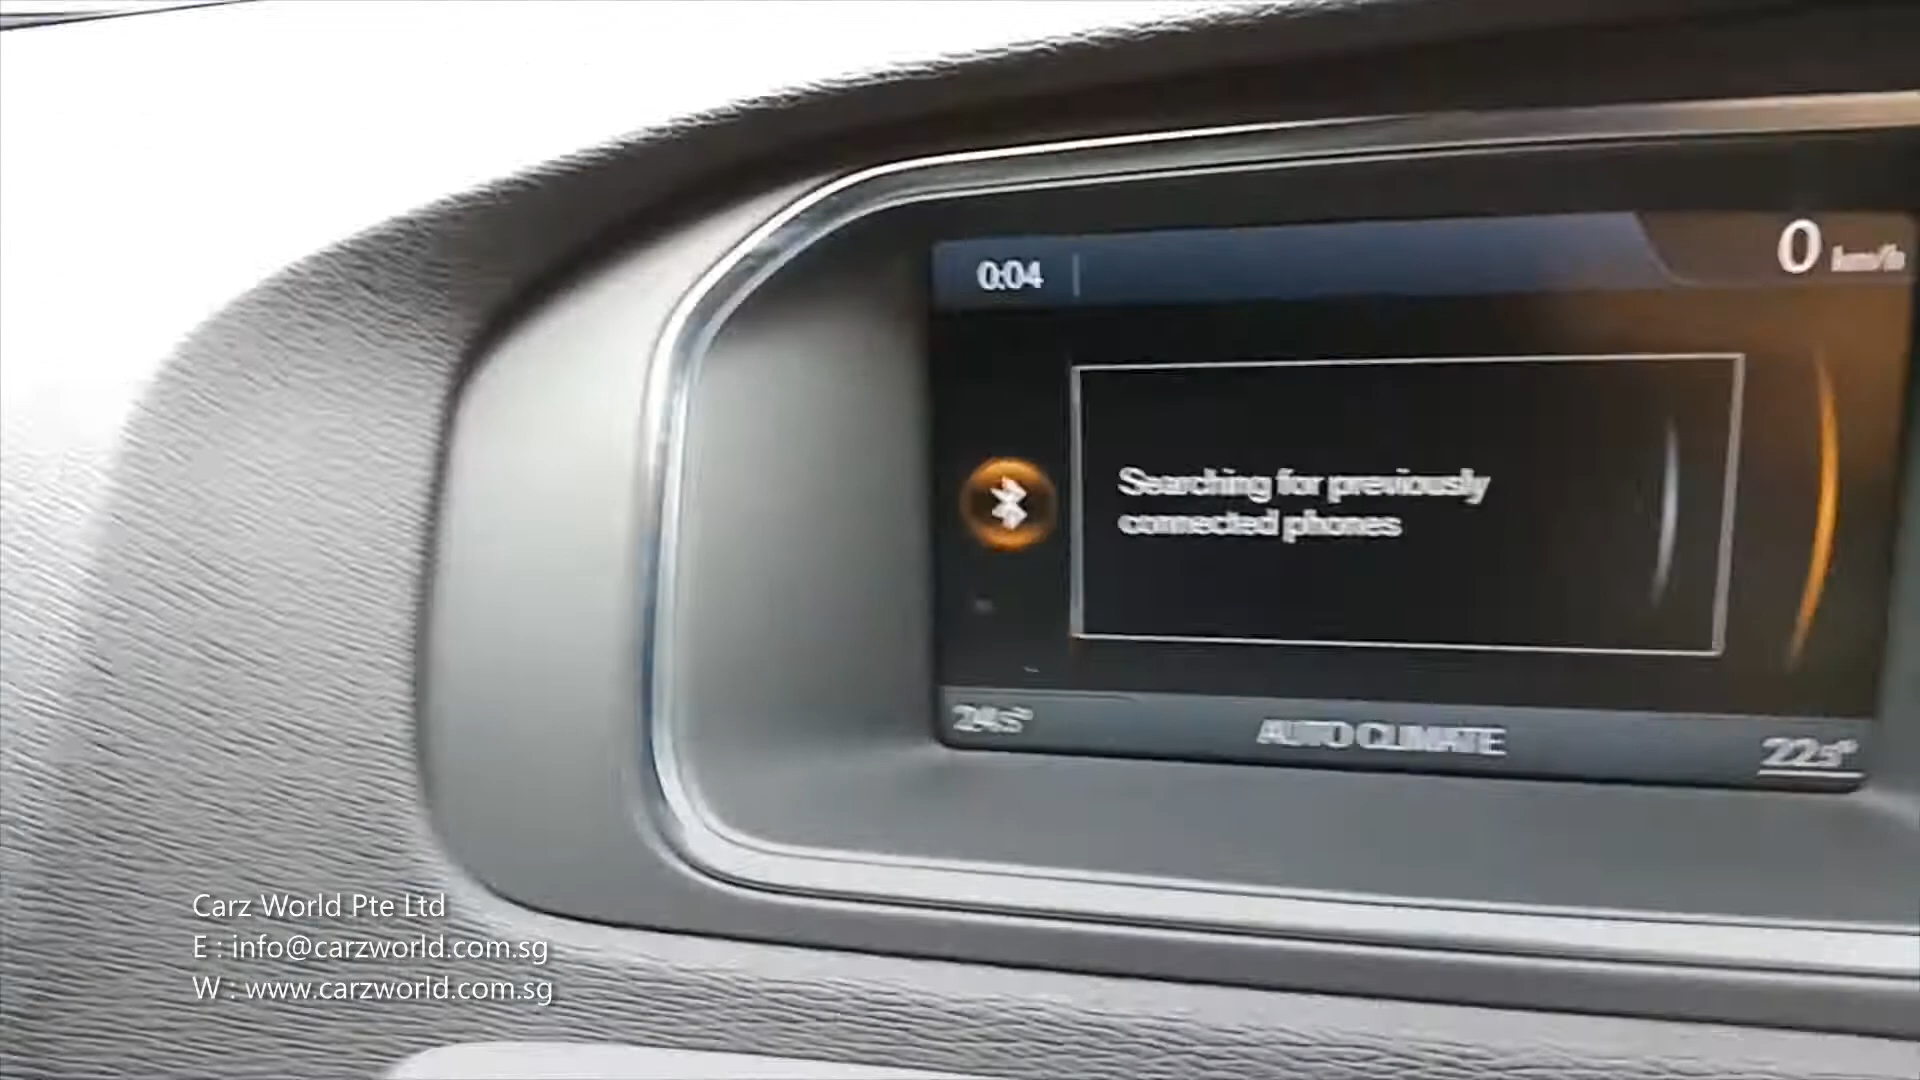 0:04
0 km/h
Searching for previously
connected phones
24.5°
AUTO CLIMATE
22.5°
Carz World Pte Ltd
E : info@carzworld.com.sg
W : www.carzworld.com.sg